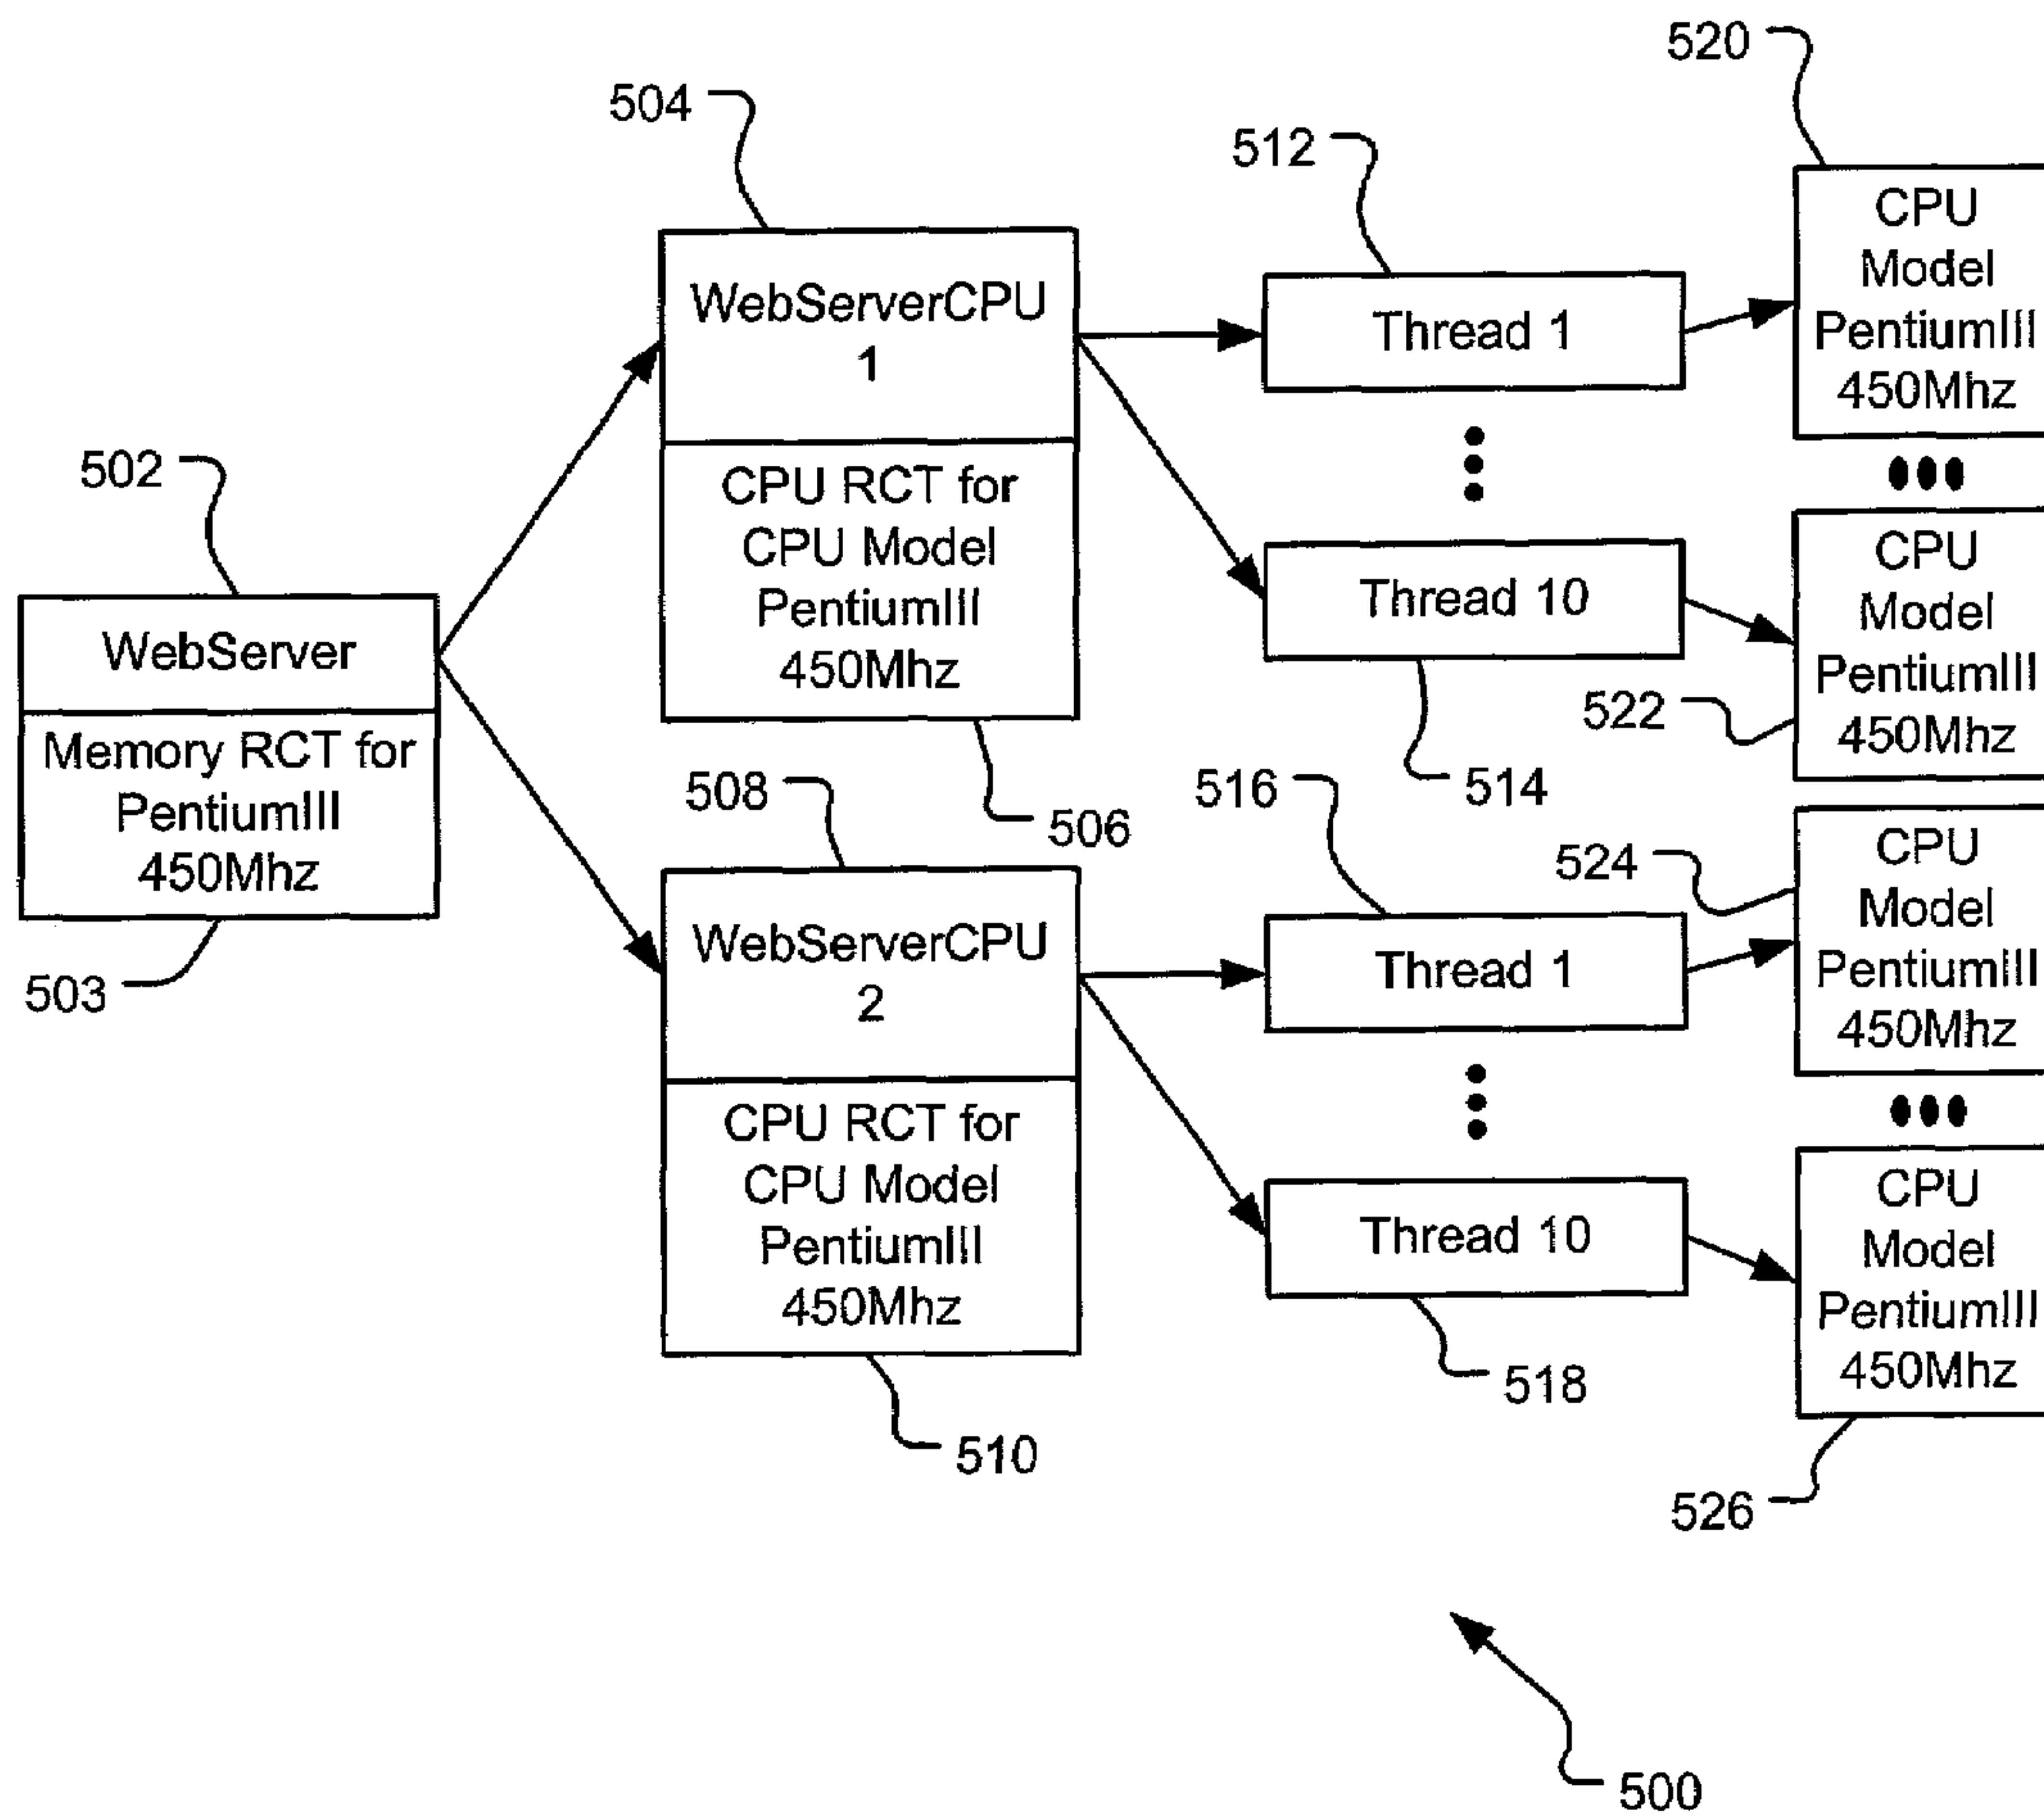 520
504
512
CPU
Model
PentiumIII
450Mhz
WebServerCPU
1
Thread 1
502
CPU RCT for
CPU Model
PentiumIII
450Mhz
Thread 10
CPU
Model
PentiumIII
450Mhz
522
WebServer
Memory RCT for
PentiumIII
450Mhz
503
514
506
508
516
524
CPU
Model
PentiumIII
450Mhz
WebServerCPU
2
Thread 1
CPU RCT for
CPU Model
PentiumIII
450Mhz
Thread 10
CPU
Model
PentiumIII
450Mhz
518
510
526
500